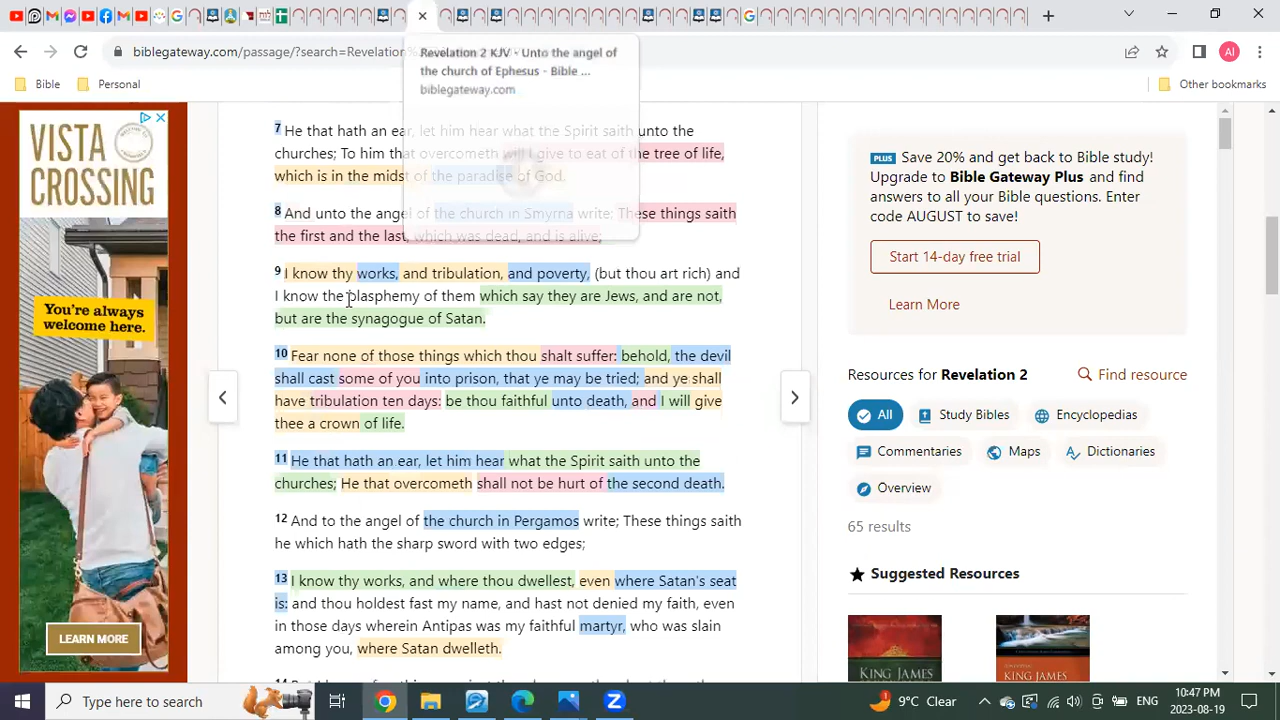 biblegateway.com/passage/?search=Revelation%
Bible
Personal
Other bookmarks
AI
Revelation 2 KJV - Unto the angel of
the church of Ephesus - Bible ...
biblegateway.com
VISTA
CROSSING
You're always
welcome here.
LEARN MORE
7 He that hath an ear, let him hear what the Spirit saith unto the
churches; To him that overcometh will I give to eat of the tree of life,
which is in the midst of the paradise of God.
8 And unto the angel of the church in Smyrna write; These things saith
the first and the last, which was dead, and is alive;
9 I know thy works, and tribulation, and poverty, (but thou art rich) and
I know the blasphemy of them which say they are Jews, and are not,
but are the synagogue of Satan.
10 Fear none of those things which thou shalt suffer: behold, the devil
shall cast some of you into prison, that ye may be tried; and ye shall
have tribulation ten days: be thou faithful unto death, and I will give
thee a crown of life.
11 He that hath an ear, let him hear what the Spirit saith unto the
churches; He that overcometh shall not be hurt of the second death.
12 And to the angel of the church in Pergamos write; These things saith
he which hath the sharp sword with two edges;
13 I know thy works, and where thou dwellest, even where Satan's seat
is: and thou holdest fast my name, and hast not denied my faith, even
in those days wherein Antipas was my faithful martyr, who was slain
among you, where Satan dwelleth.
PLUS Save 20% and get back to Bible study!
Upgrade to Bible Gateway Plus and find
answers to all your Bible questions. Enter
code AUGUST to save!
Start 14-day free trial
Learn More
Resources for Revelation 2
Find resource
All
Study Bibles
Encyclopedias
Commentaries
Maps
Dictionaries
Overview
65 results
Suggested Resources
KING JAMES
KING JAMES
Type here to search
1
9°C Clear
ENG
10:47 PM
2023-08-19